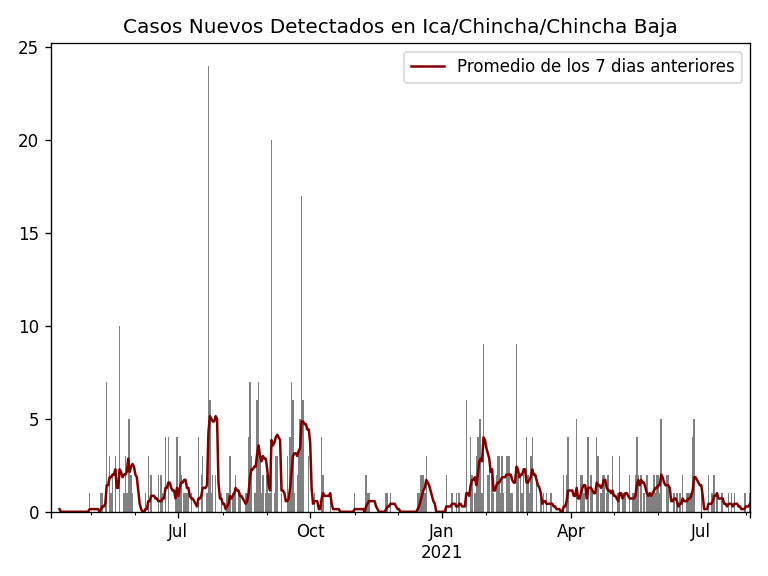 Casos Nuevos Detectados en Ica/Chincha/Chincha Baja
Promedio de los 7 dias anteriores
25
20
15
10
5
0
Jul Oct Jan Apr Jul
2021